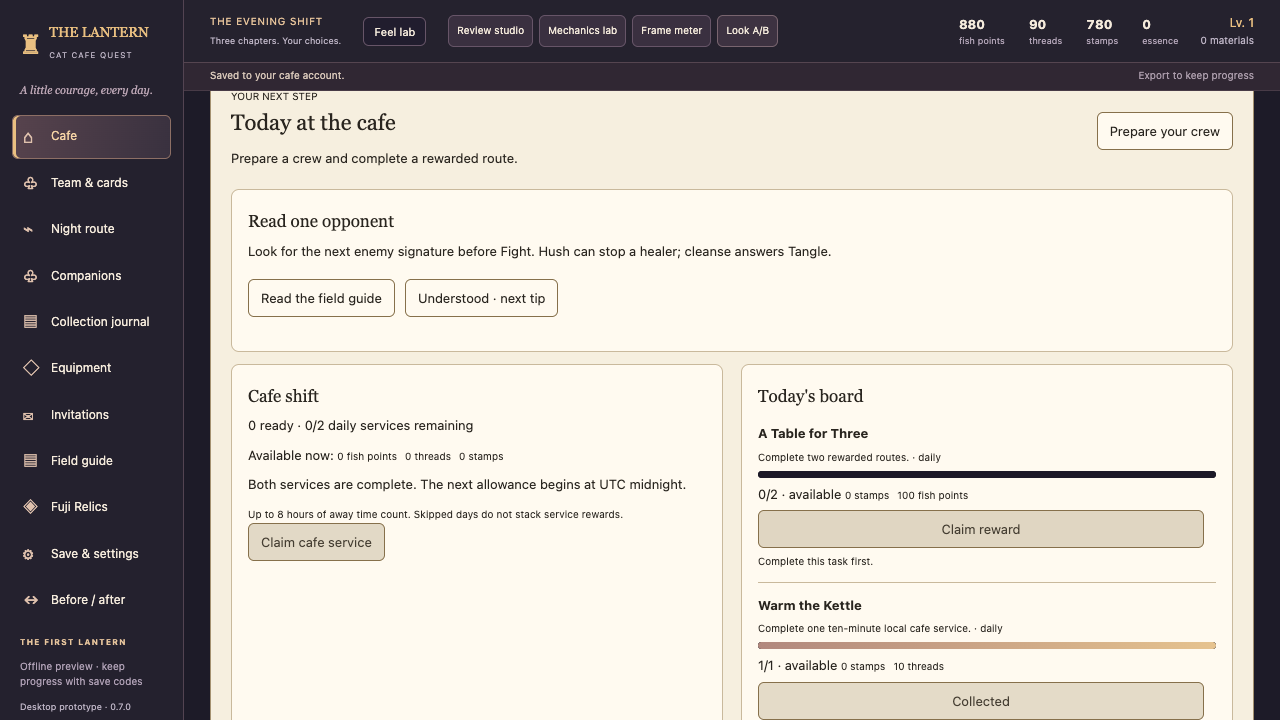 THE LANTERN
CAT CAFE QUEST
A little courage, every day.
Cafe
Team & cards
Night route
Companions
Collection journal
Equipment
Invitations
Field guide
Fuji Relics
Save & settings
Before / after
THE FIRST LANTERN
Offline preview · keep
progress with save codes
Desktop prototype · 0.7.0
THE EVENING SHIFT
Three chapters. Your choices.
Feel lab
Review studio
Mechanics lab
Frame meter
Look A/B
880
fish points
90
threads
780
stamps
0
essence
Lv. 1
0 materials
Saved to your cafe account.
Export to keep progress
YOUR NEXT STEP
Today at the cafe
Prepare a crew and complete a rewarded route.
Prepare your crew
Read one opponent
Look for the next enemy signature before Fight. Hush can stop a healer; cleanse answers Tangle.
Read the field guide
Understood · next tip
Cafe shift
0 ready · 0/2 daily services remaining
Available now: 0 fish points 0 threads 0 stamps
Both services are complete. The next allowance begins at UTC midnight.
Up to 8 hours of away time count. Skipped days do not stack service rewards.
Claim cafe service
Today's board
A Table for Three
Complete two rewarded routes. · daily
0/2 · available 0 stamps 100 fish points
Claim reward
Complete this task first.
Warm the Kettle
Complete one ten-minute local cafe service. · daily
1/1 · available 0 stamps 10 threads
Collected